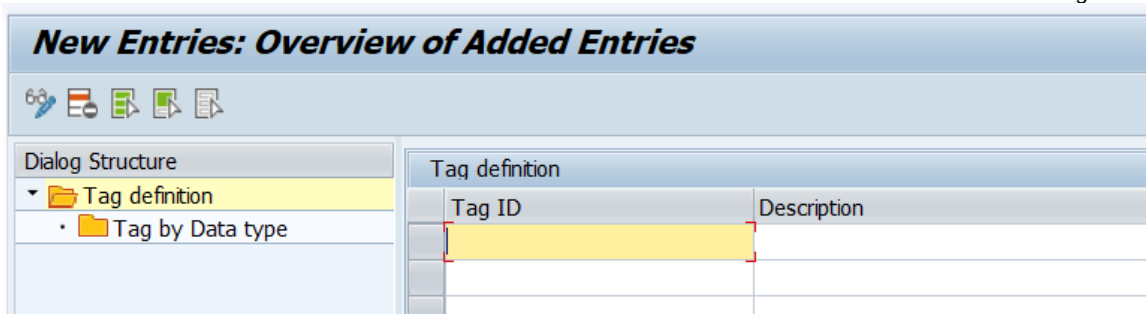 New Entries: Overview of Added Entries
Dialog Structure
Tag definition
Tag by Data type
Tag definition
Tag ID Description